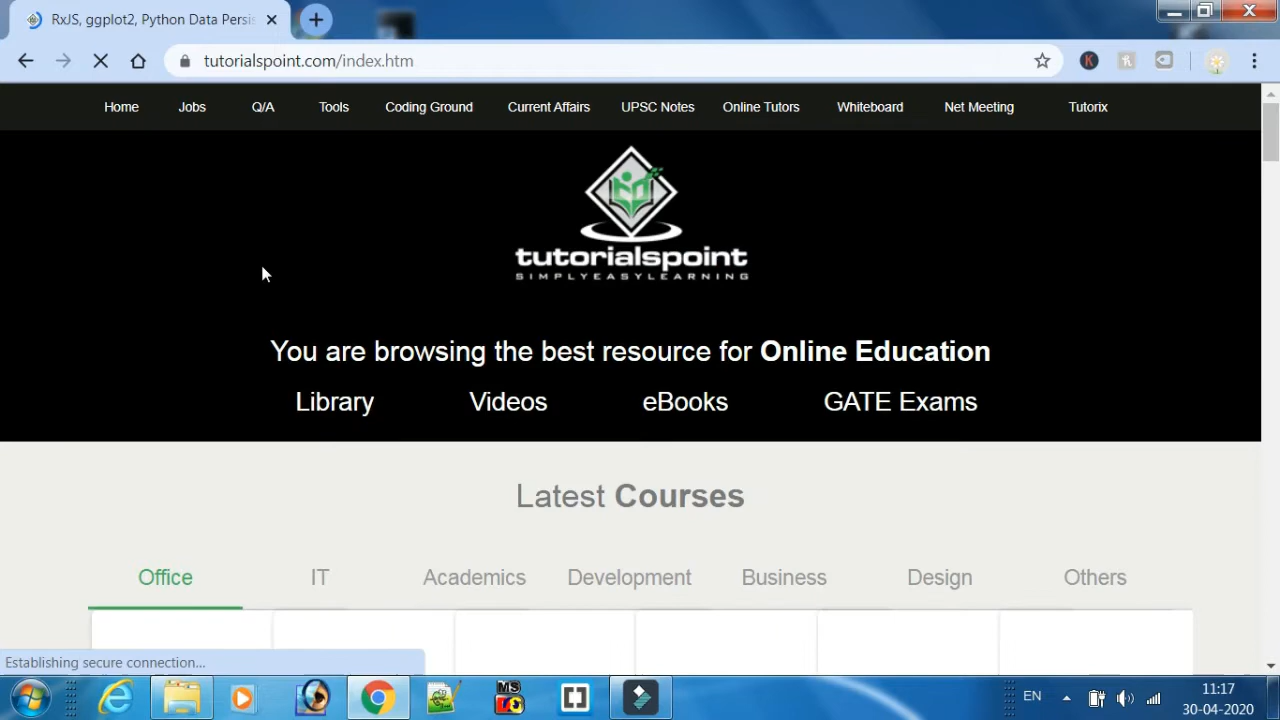 RxJS, ggplot2, Python Data Persis
tutorialspoint.com/index.htm
K
Home Jobs Q/A Tools Coding Ground Current Affairs UPSC Notes Online Tutors Whiteboard Net Meeting Tutorix
tutorialspoint
SIMPLYEASYLEARNING
You are browsing the best resource for Online Education
Library Videos eBooks GATE Exams
Latest Courses
Office IT Academics Development Business Design Others
Establishing secure connection...
MS
EN
11:17
30-04-2020